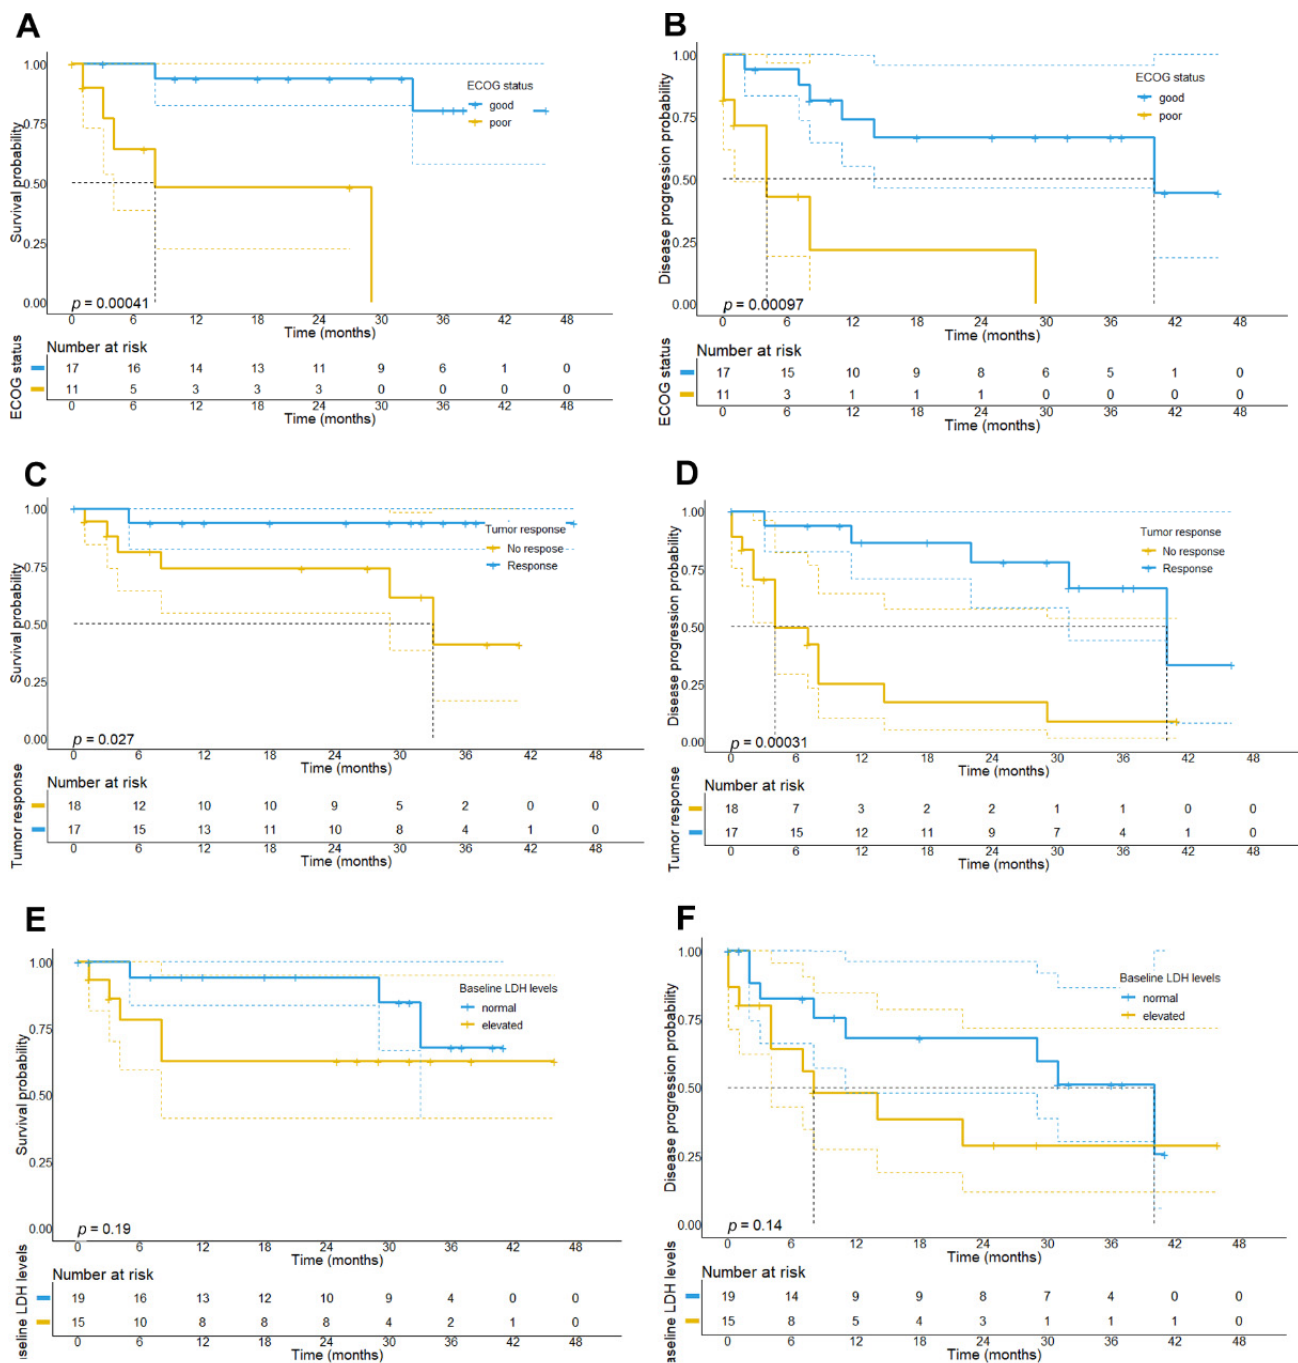 A
1.00
0.75
0.50
0.25
0.00
Survival probability
ECOG status
good
poor
p = 0.00041
0 6 12 18 24 30 36 42 48
Time (months)
Number at risk
ECOG status
17 16 14 13 11 9 6 1 0
11 5 3 3 3 0 0 0 0
0 6 12 18 24 30 36 42 48
Time (months)
B
1.00
0.75
0.50
0.25
0.00
Disease progression probability
ECOG status
good
poor
p = 0.00097
0 6 12 18 24 30 36 42 48
Time (months)
Number at risk
ECOG status
17 15 10 9 8 6 5 1 0
11 3 1 1 1 0 0 0 0
0 6 12 18 24 30 36 42 48
Time (months)
C
1.00
0.75
0.50
0.25
0.00
Survival probability
Tumor response
No respose
Response
p = 0.027
0 6 12 18 24 30 36 42 48
Time (months)
Number at risk
Tumor response
18 12 10 10 9 5 2 0 0
17 15 13 11 10 8 4 1 0
0 6 12 18 24 30 36 42 48
Time (months)
D
1.00
0.75
0.50
0.25
0.00
Disease progression probability
Tumor response
No response
Response
p = 0.00031
0 6 12 18 24 30 36 42 48
Time (months)
Number at risk
Tumor response
18 7 3 2 2 1 1 0 0
17 15 12 11 9 7 4 1 0
0 6 12 18 24 30 36 42 48
Time (months)
E
1.00
0.75
0.50
0.25
0.00
Survival probability
Baseline LDH levels
normal
elevated
p = 0.19
0 6 12 18 24 30 36 42 48
Time (months)
Number at risk
aseline LDH levels
19 16 13 12 10 9 4 0 0
15 10 8 8 8 4 2 1 0
0 6 12 18 24 30 36 42 48
Time (months)
F
1.00
0.75
0.50
0.25
0.00
Disease progression probability
Baseline LDH levels
normal
elevated
p = 0.14
0 6 12 18 24 30 36 42 48
Time (months)
Number at risk
aseline LDH levels
19 14 9 9 8 7 4 0 0
15 8 5 4 3 1 1 1 0
0 6 12 18 24 30 36 42 48
Time (months)